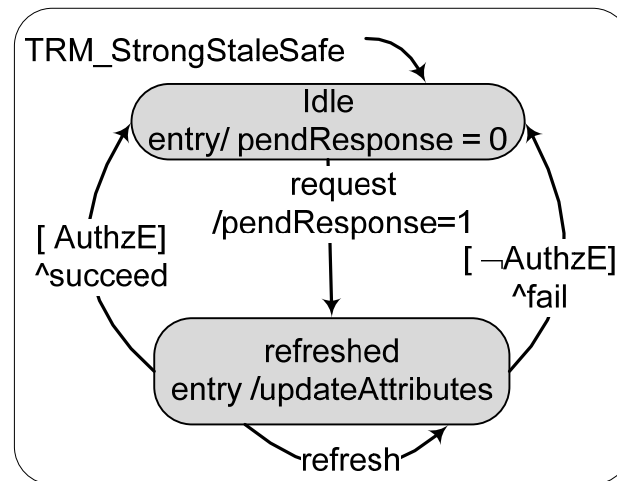 TRM_StrongStaleSafe
Idle
entry/ pendResponse = 0
request
/pendResponse=1
[ AuthzE]
^succeed
[ ¬AuthzE]
^fail
refreshed
entry /updateAttributes
refresh